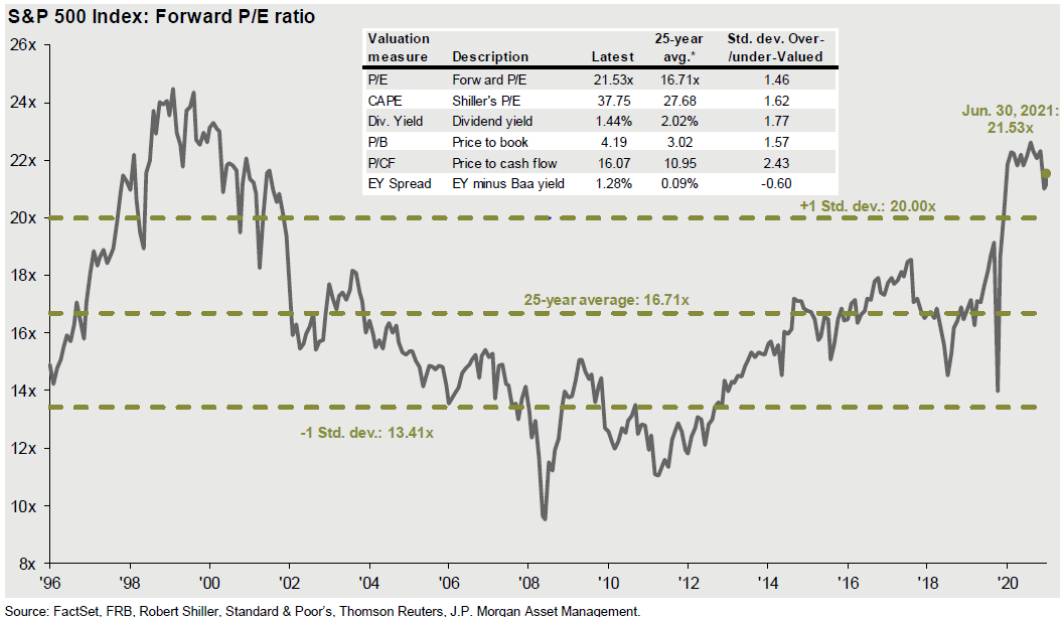 S&P 500 Index: Forward P/E ratio
26x
24x
22x
20x
18x
16x
14x
12x
10x
8x
Valuation measure Description Latest 25-year avg.* Std. dev. Over-/under-Valued
P/E Forward P/E 21.53x 16.71x 1.46
CAPE Shiller's P/E 37.75 27.68 1.62
Div. Yield Dividend yield 1.44% 2.02% 1.77
P/B Price to book 4.19 3.02 1.57
P/CF Price to cash flow 16.07 10.95 2.43
EY Spread EY minus Baa yield 1.28% 0.09% -0.60
Jun. 30, 2021:
21.53x
+1 Std. dev.: 20.00x
25-year average: 16.71x
-1 Std. dev.: 13.41x
'96 '98 '00 '02 '04 '06 '08 '10 '12 '14 '16 '18 '20
Source: FactSet, FRB, Robert Shiller, Standard & Poor's, Thomson Reuters, J.P. Morgan Asset Management.